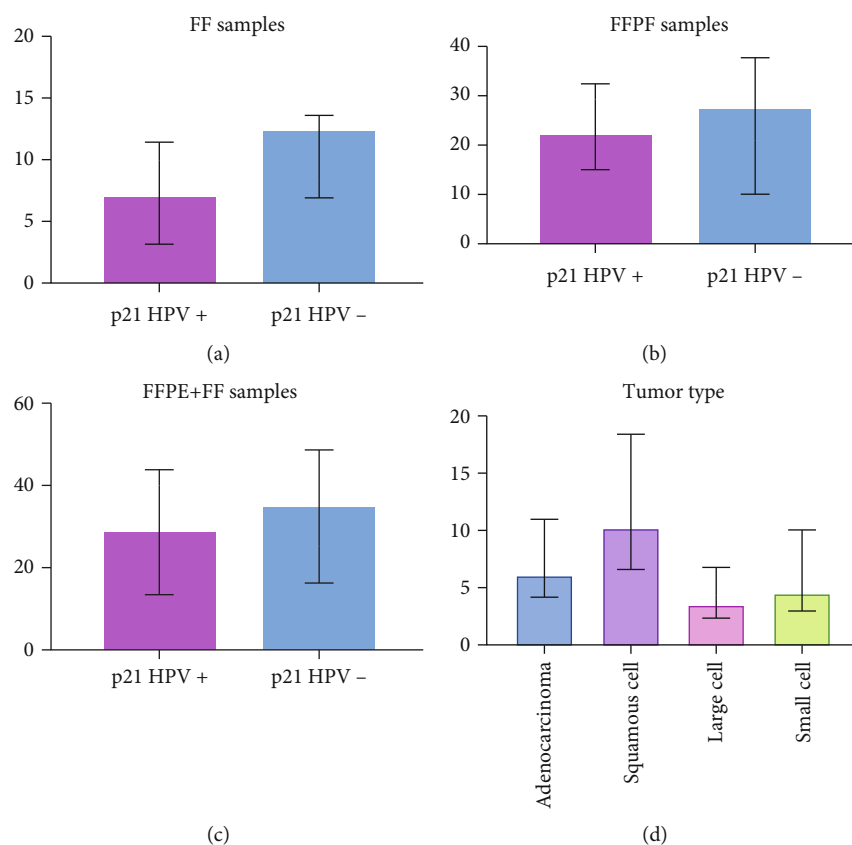 FF samples
20
15
10
5
0
p21 HPV +
p21 HPV –
(a)
FFPF samples
40
30
20
10
0
p21 HPV +
p21 HPV –
(b)
FFPE+FF samples
60
40
20
0
p21 HPV +
p21 HPV –
(c)
Tumor type
20
15
10
5
0
Adenocarcinoma
Squamous cell
Large cell
Small cell
(d)